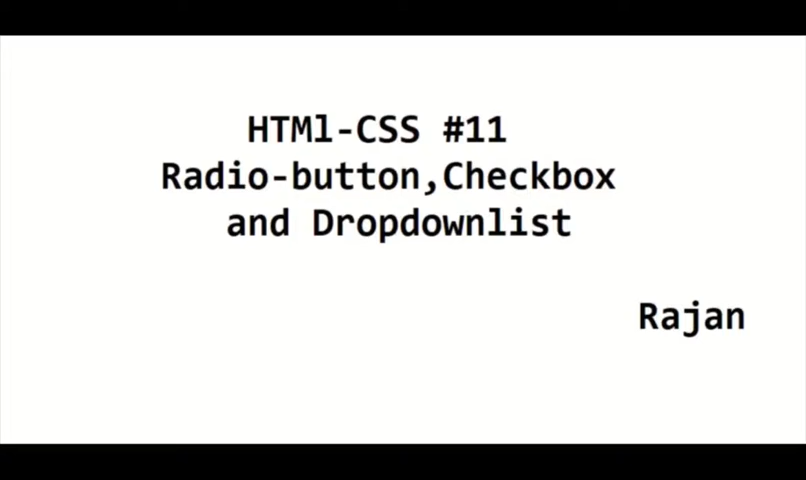 HTMl-CSS #11
Radio-button,Checkbox
and Dropdownlist
Rajan